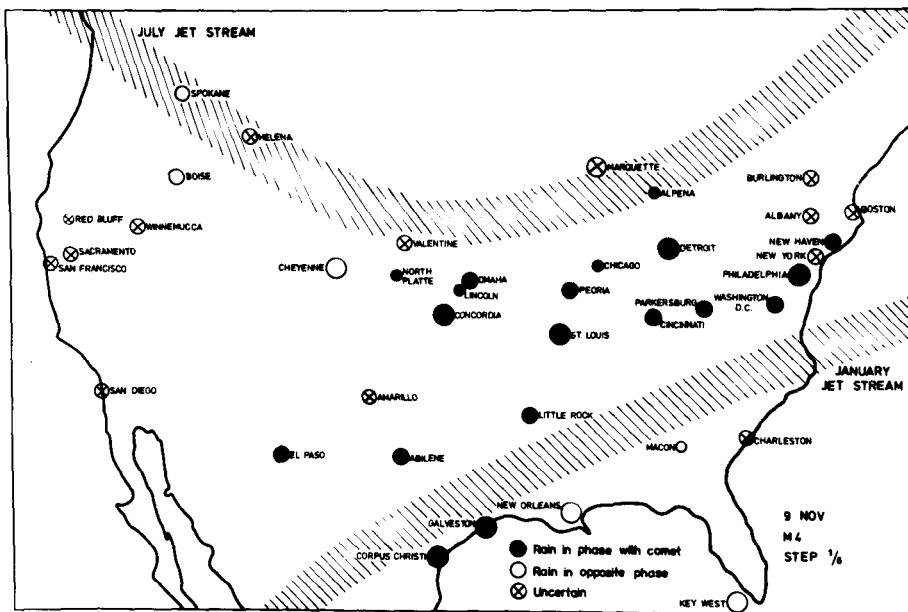 JULY JET STREAM
SPOKANE
HELENA
MARQUETTE
BOISE
BURLINGTON
ALPENA
RED BLUFF
WINNEMUCCA
ALBANY
BOSTON
VALENTINE
DETROIT
NEW HAVEN
SACRAMENTO
SAN FRANCISCO
CHEYENNE
NORTH
PLATTE
OMAHA
LINCOLN
CHICAGO
NEW YORK
PHILADELPHIA
PEORIA
PARKERSBURG
WASHINGTON
D.C.
CONCORDIA
CINCINNATI
ST. LOUIS
JANUARY
JET STREAM
SAN DIEGO
AMARILLO
LITTLE ROCK
CHARLESTON
MACON
EL PASO
ABILENE
NEW ORLEANS
GALVESTON
CORPUS CHRISTI
Rain in phase with comet
Rain in opposite phase
Uncertain
9 NOV
M4
STEP 1/6
KEY WEST